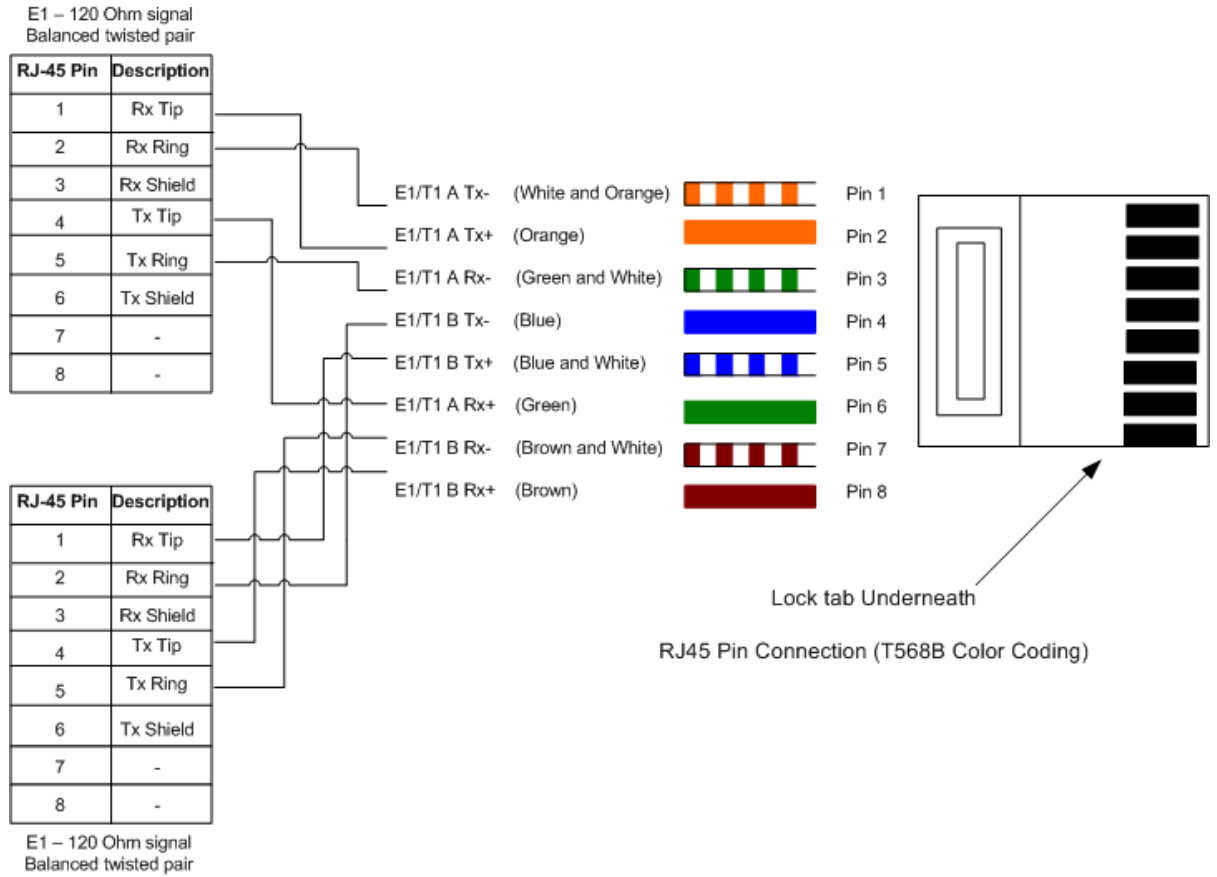 E1 – 120 Ohm signal
Balanced twisted pair
RJ-45 Pin Description
1 Rx Tip
2 Rx Ring
3 Rx Shield
4 Tx Tip
5 Tx Ring
6 Tx Shield
7 -
8 -
E1/T1 A Tx- (White and Orange) Pin 1
E1/T1 A Tx+ (Orange) Pin 2
E1/T1 A Rx- (Green and White) Pin 3
E1/T1 B Tx- (Blue) Pin 4
E1/T1 B Tx+ (Blue and White) Pin 5
E1/T1 A Rx+ (Green) Pin 6
E1/T1 B Rx- (Brown and White) Pin 7
E1/T1 B Rx+ (Brown) Pin 8
Lock tab Underneath
RJ45 Pin Connection (T568B Color Coding)
RJ-45 Pin Description
1 Rx Tip
2 Rx Ring
3 Rx Shield
4 Tx Tip
5 Tx Ring
6 Tx Shield
7 -
8 -
E1 – 120 Ohm signal
Balanced twisted pair